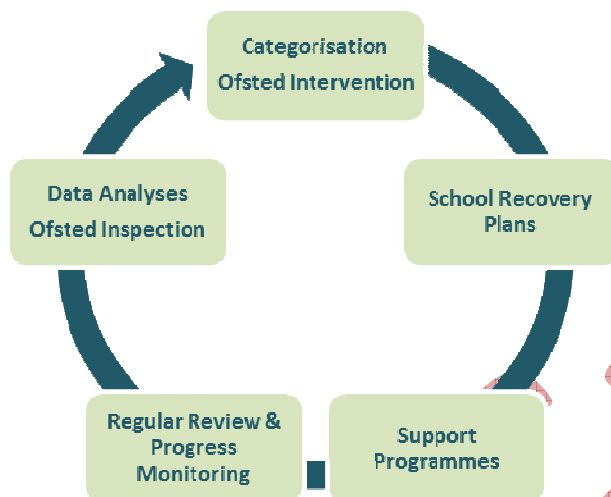 Categorisation
Ofsted Intervention
School Recovery
Plans
Support
Programmes
Regular Review &
Progress
Monitoring
Data Analyses
Ofsted Inspection